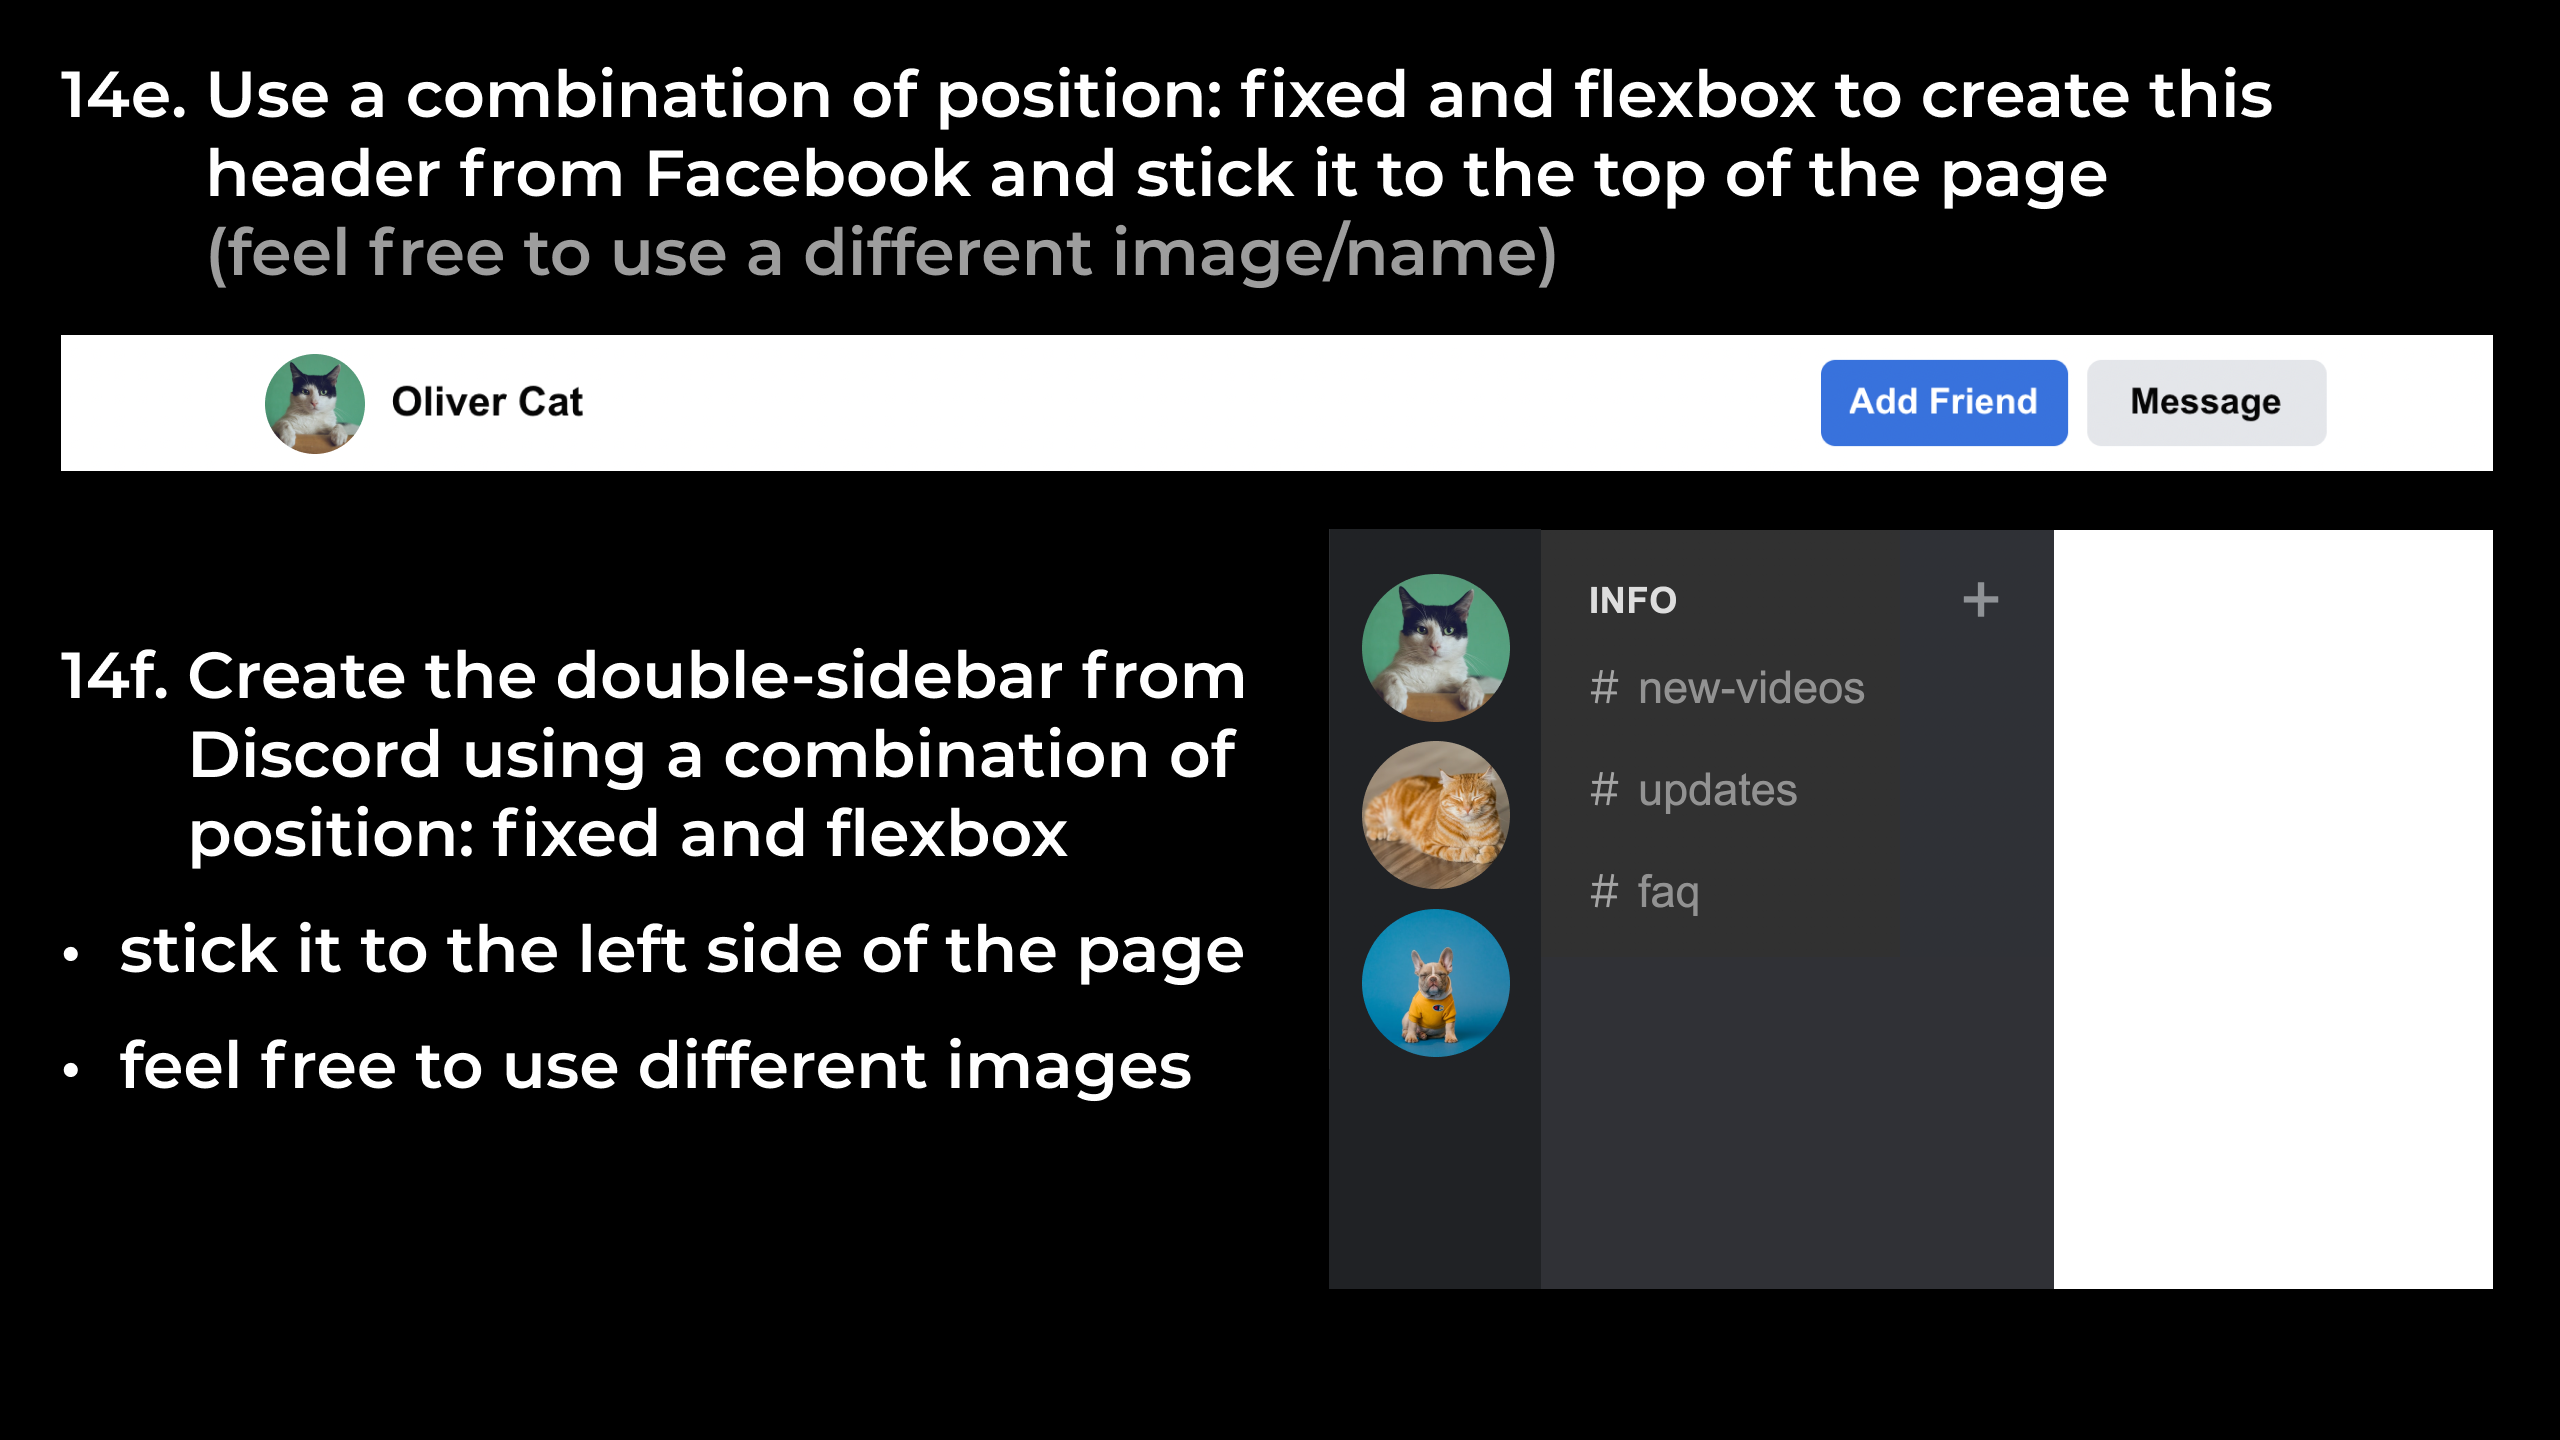 14e. Use a combination of position: fixed and flexbox to create this
header from Facebook and stick it to the top of the page
(feel free to use a different image/name)
Oliver Cat
Add Friend
Message
14f. Create the double-sidebar from
Discord using a combination of
position: fixed and flexbox
• stick it to the left side of the page
• feel free to use different images
INFO +
# new-videos
# updates
# faq